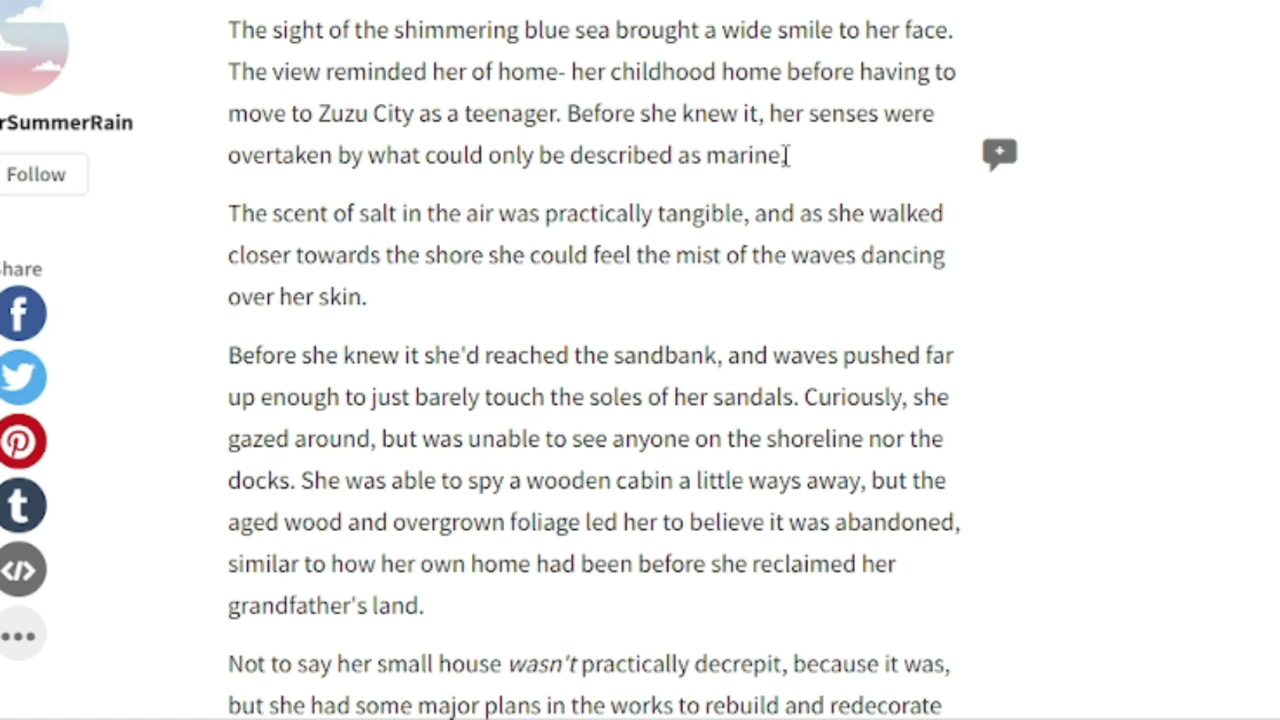 The sight of the shimmering blue sea brought a wide smile to her face.
The view reminded her of home- her childhood home before having to
move to Zuzu City as a teenager. Before she knew it, her senses were
overtaken by what could only be described as marine.
rSummerRain
Follow
The scent of salt in the air was practically tangible, and as she walked
closer towards the shore she could feel the mist of the waves dancing
over her skin.
hare
Before she knew it she'd reached the sandbank, and waves pushed far
up enough to just barely touch the soles of her sandals. Curiously, she
gazed around, but was unable to see anyone on the shoreline nor the
docks. She was able to spy a wooden cabin a little ways away, but the
aged wood and overgrown foliage led her to believe it was abandoned,
similar to how her own home had been before she reclaimed her
grandfather's land.
Not to say her small house wasn't practically decrepit, because it was,
but she had some major plans in the works to rebuild and redecorate